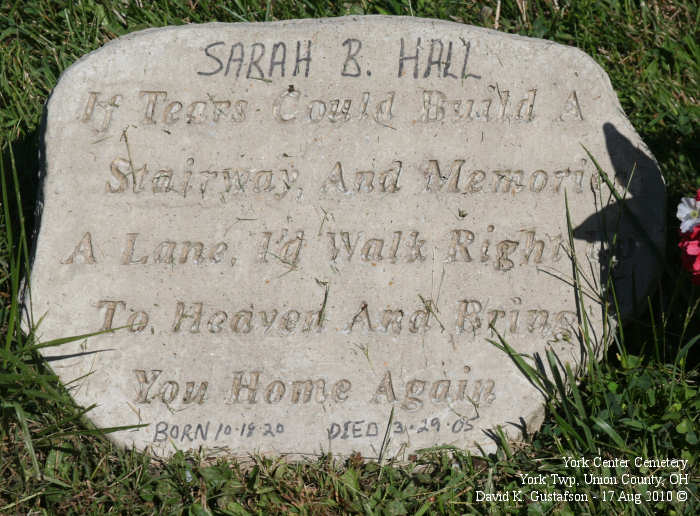 SARAH B. HALL
If Tears Could Build A
Stairway, And Memories
A Lane, I'd Walk Right Up
To Heaven And Bring
You Home Again
BORN 10-18-20 DIED 3-29-05
York Center Cemetery
York Twp, Union County, OH
David K. Gustafson - 17 Aug 2010 ©